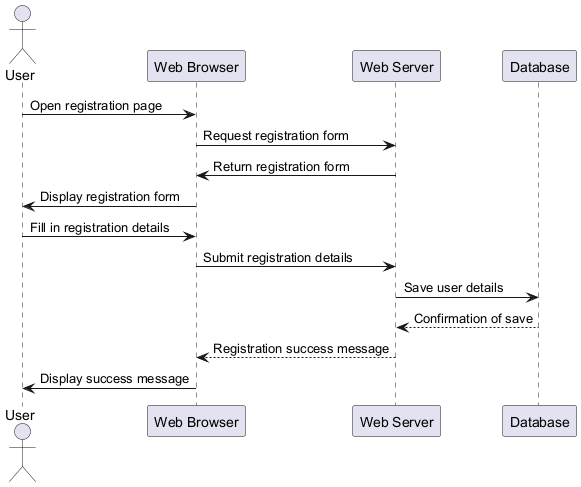 User
Web Browser
Web Server
Database
Open registration page
Request registration form
Return registration form
Display registration form
Fill in registration details
Submit registration details
Save user details
Confirmation of save
Registration success message
Display success message
User
Web Browser
Web Server
Database